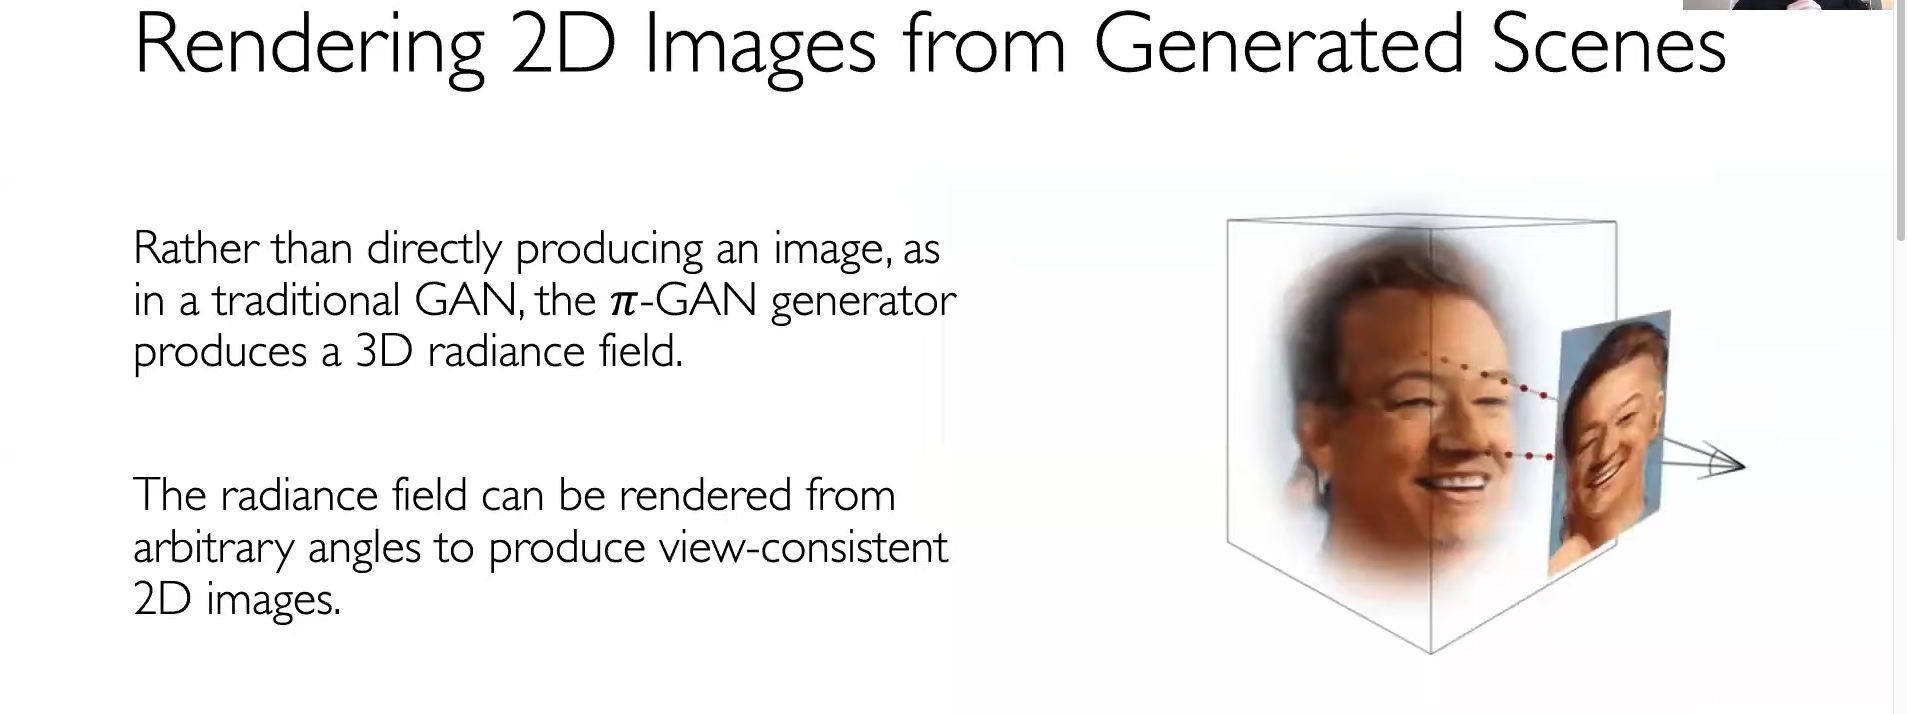 Rendering 2D Images from Generated Scenes
Rather than directly producing an image, as
in a traditional GAN, the π-GAN generator
produces a 3D radiance field.
The radiance field can be rendered from
arbitrary angles to produce view-consistent
2D images.